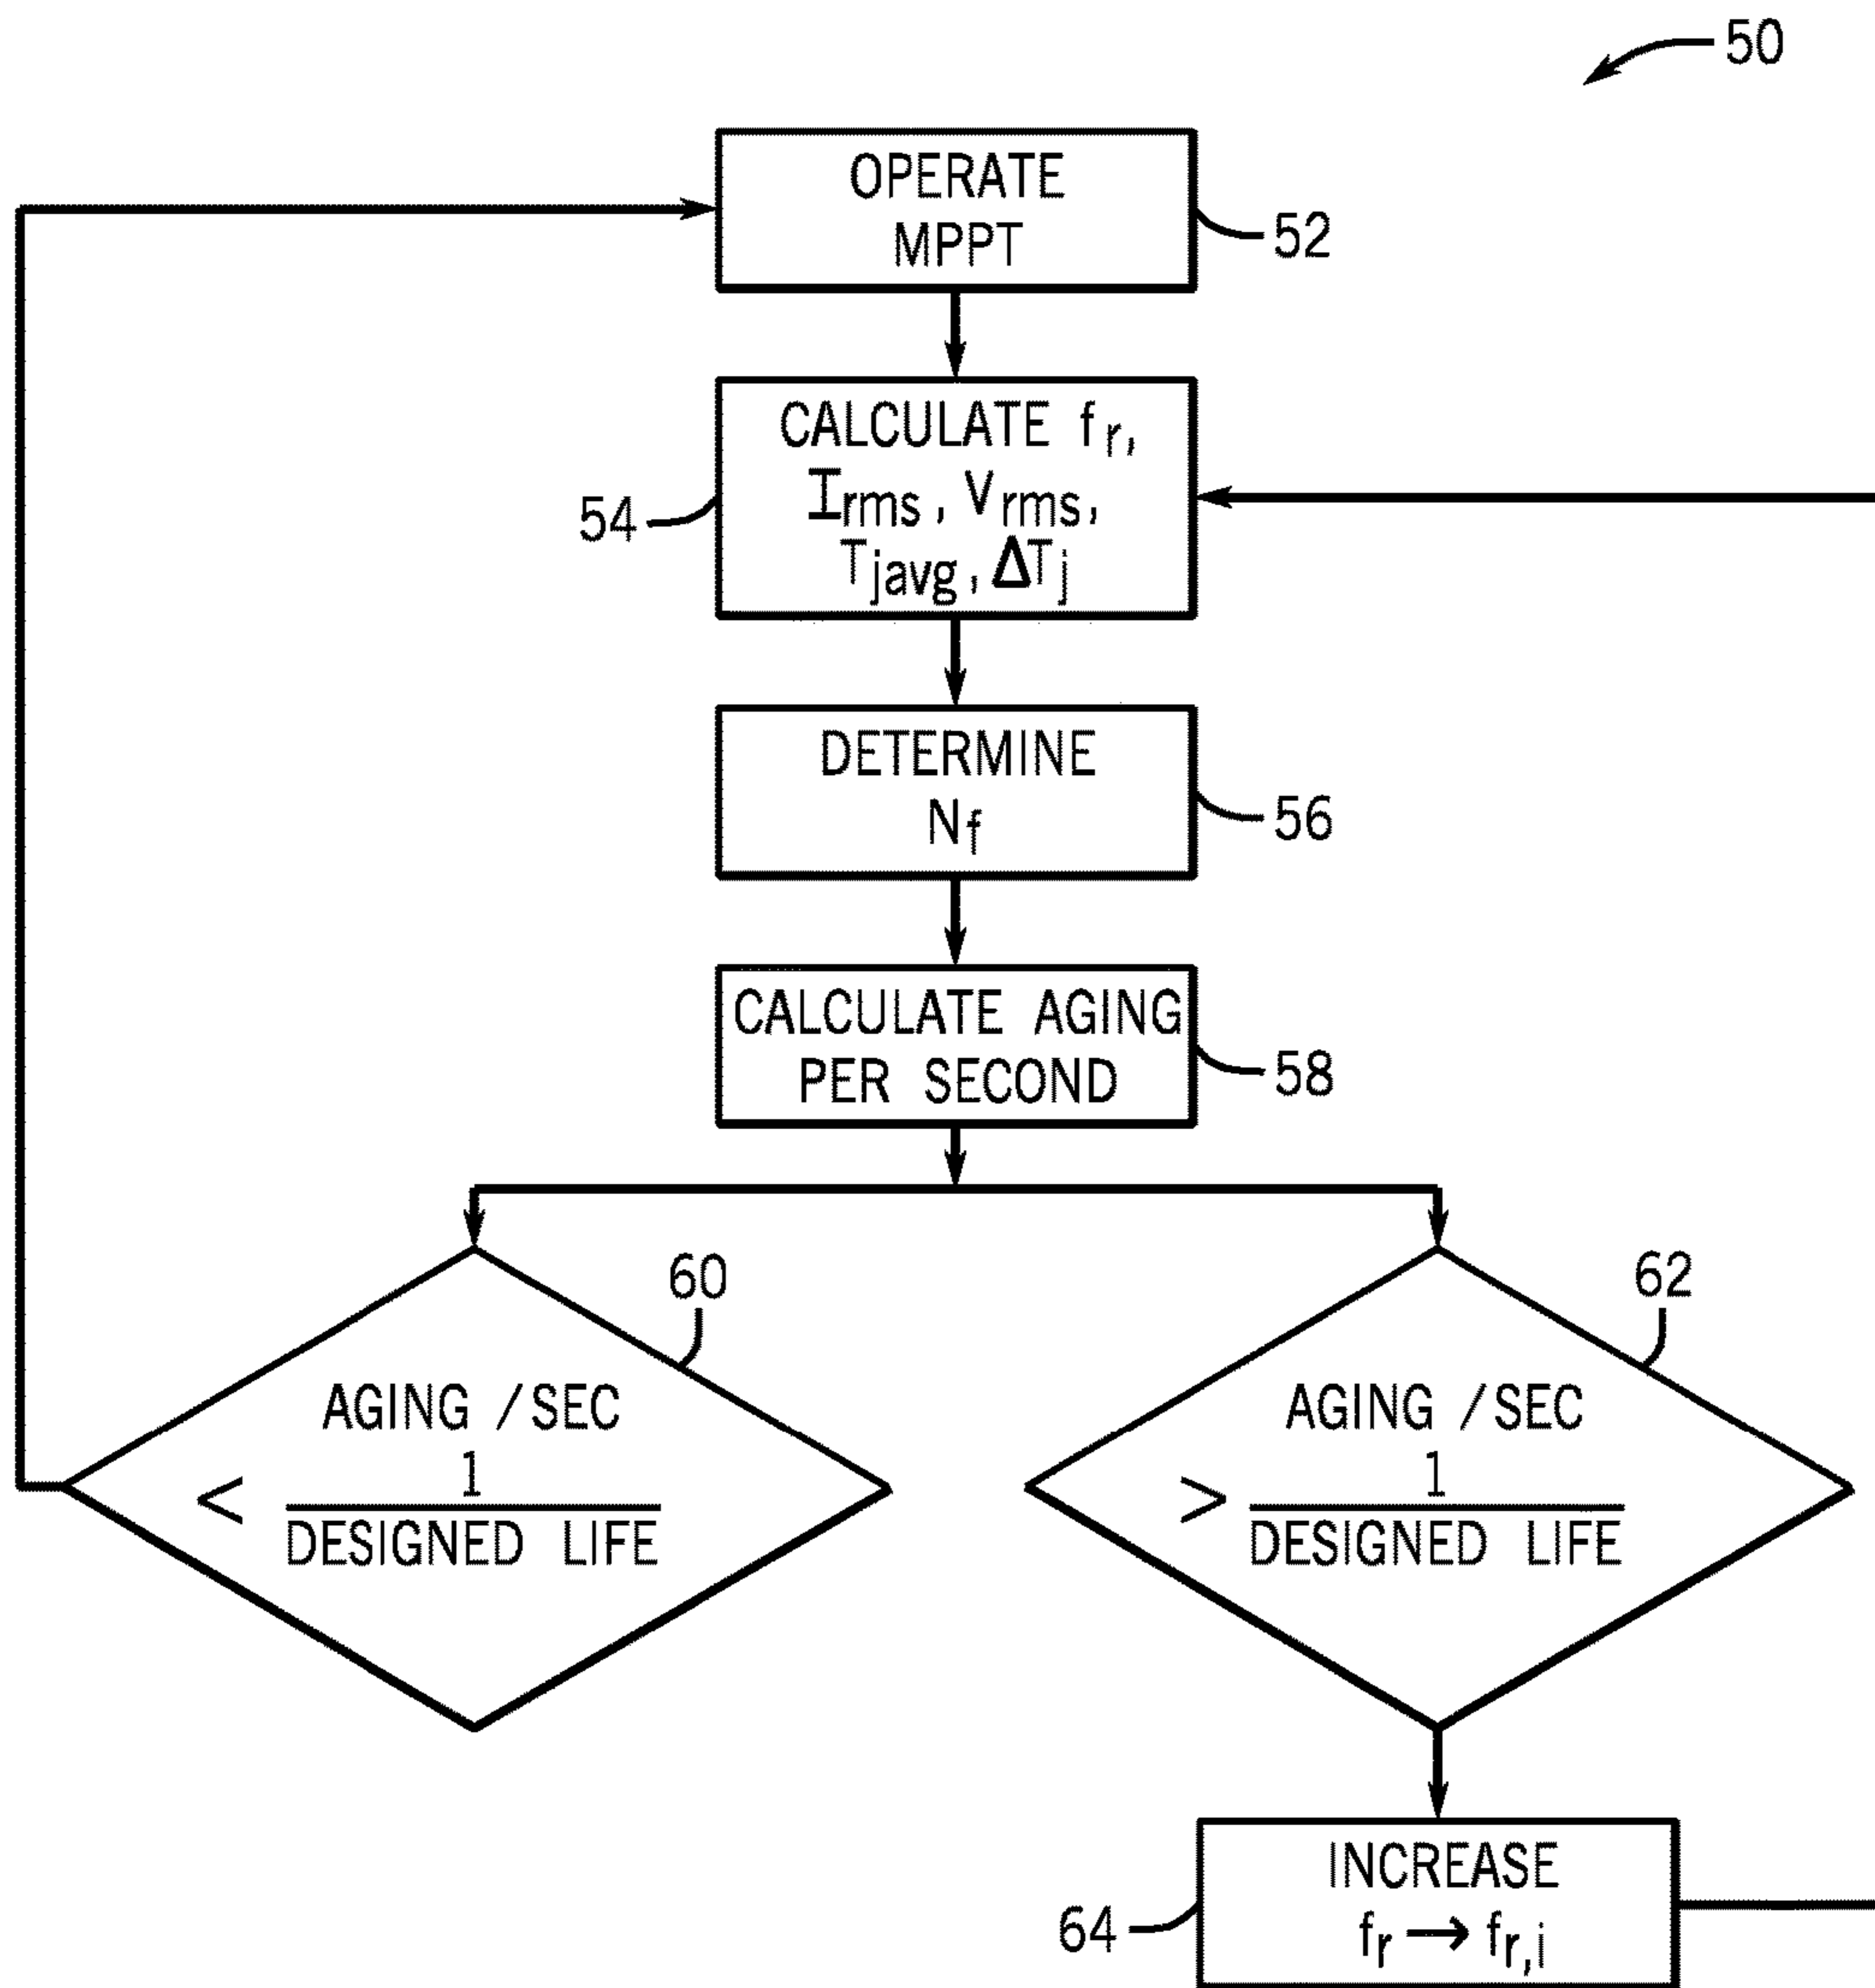 50
OPERATE
MPPT
52
CALCULATE fr,
Irms, Vrms,
Tjavg, ΔTj
54
DETERMINE
Nf
56
CALCULATE AGING
PER SECOND
58
60
AGING /SEC
< 1
DESIGNED LIFE
62
AGING /SEC
> 1
DESIGNED LIFE
INCREASE
fr → fr,i
64